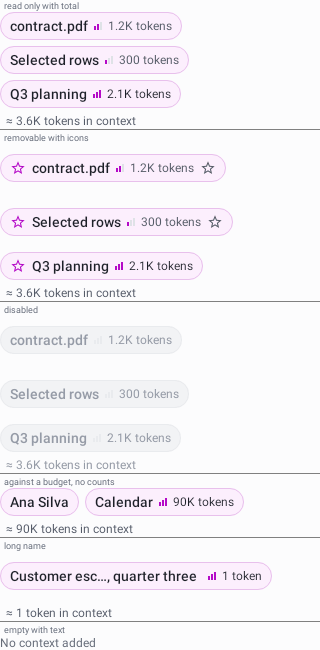 read only with total
contract.pdf 1.2K tokens
Selected rows 300 tokens
Q3 planning 2.1K tokens
≈ 3.6K tokens in context
removable with icons
contract.pdf 1.2K tokens
Selected rows 300 tokens
Q3 planning 2.1K tokens
≈ 3.6K tokens in context
disabled
contract.pdf 1.2K tokens
Selected rows 300 tokens
Q3 planning 2.1K tokens
≈ 3.6K tokens in context
against a budget, no counts
Ana Silva Calendar 90K tokens
≈ 90K tokens in context
long name
Customer esc…, quarter three 1 token
≈ 1 token in context
empty with text
No context added